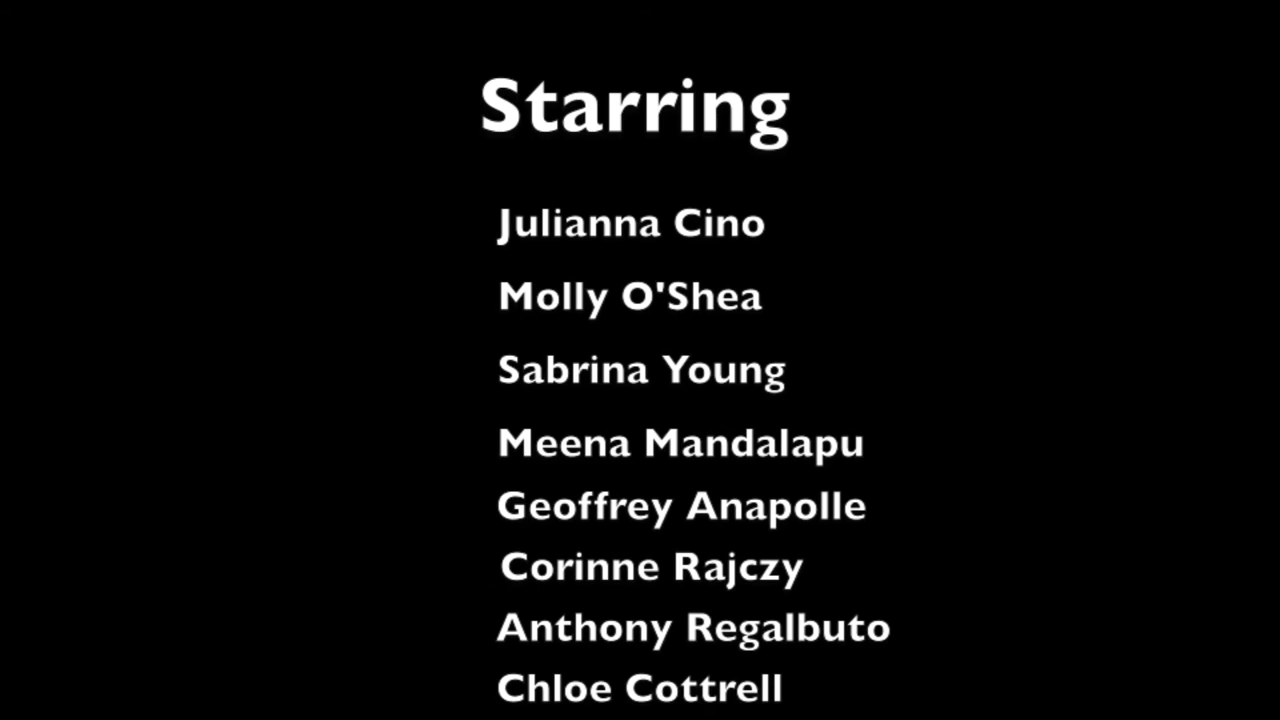 Starring
Julianna Cino
Molly O'Shea
Sabrina Young
Meena Mandalapu
Geoffrey Anapolle
Corinne Rajczy
Anthony Regalbuto
Chloe Cottrell